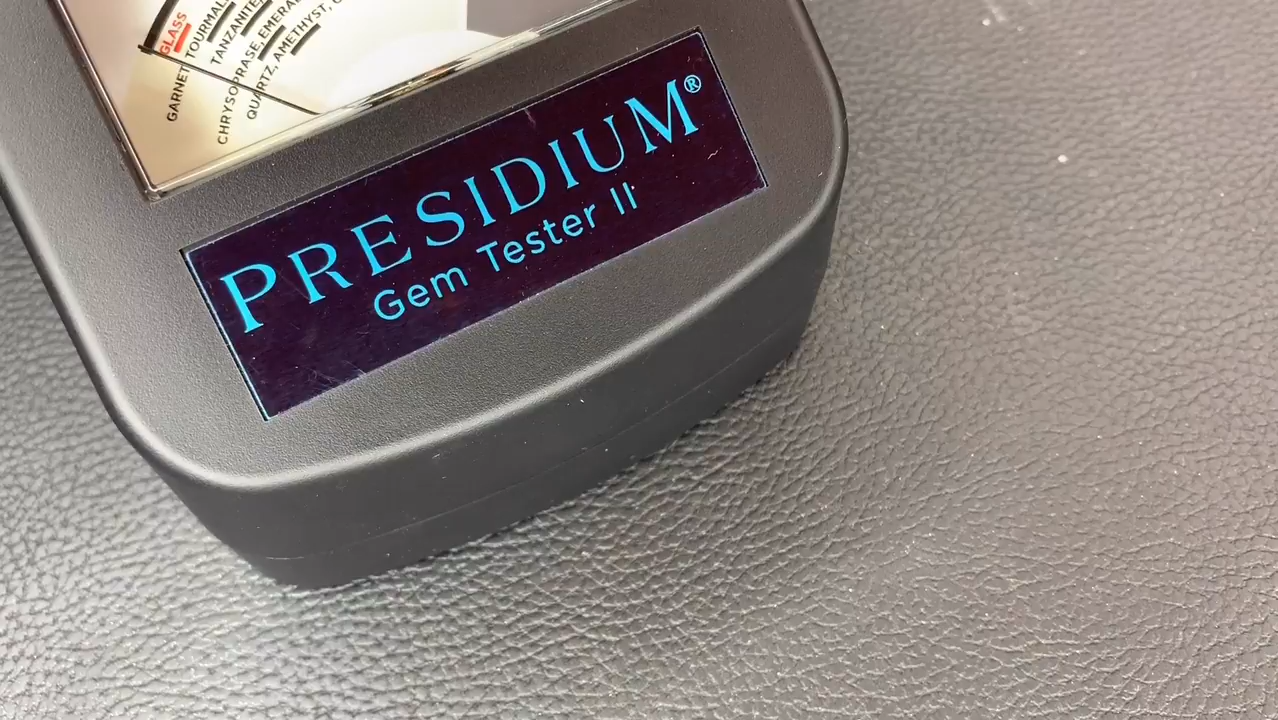 GLASS
GARNET
TOURMAL
TANZANITE,
CHRYSOPRASE, EMERA
QUARTZ, AMETHYST,
PRESIDIUM®
Gem Tester II